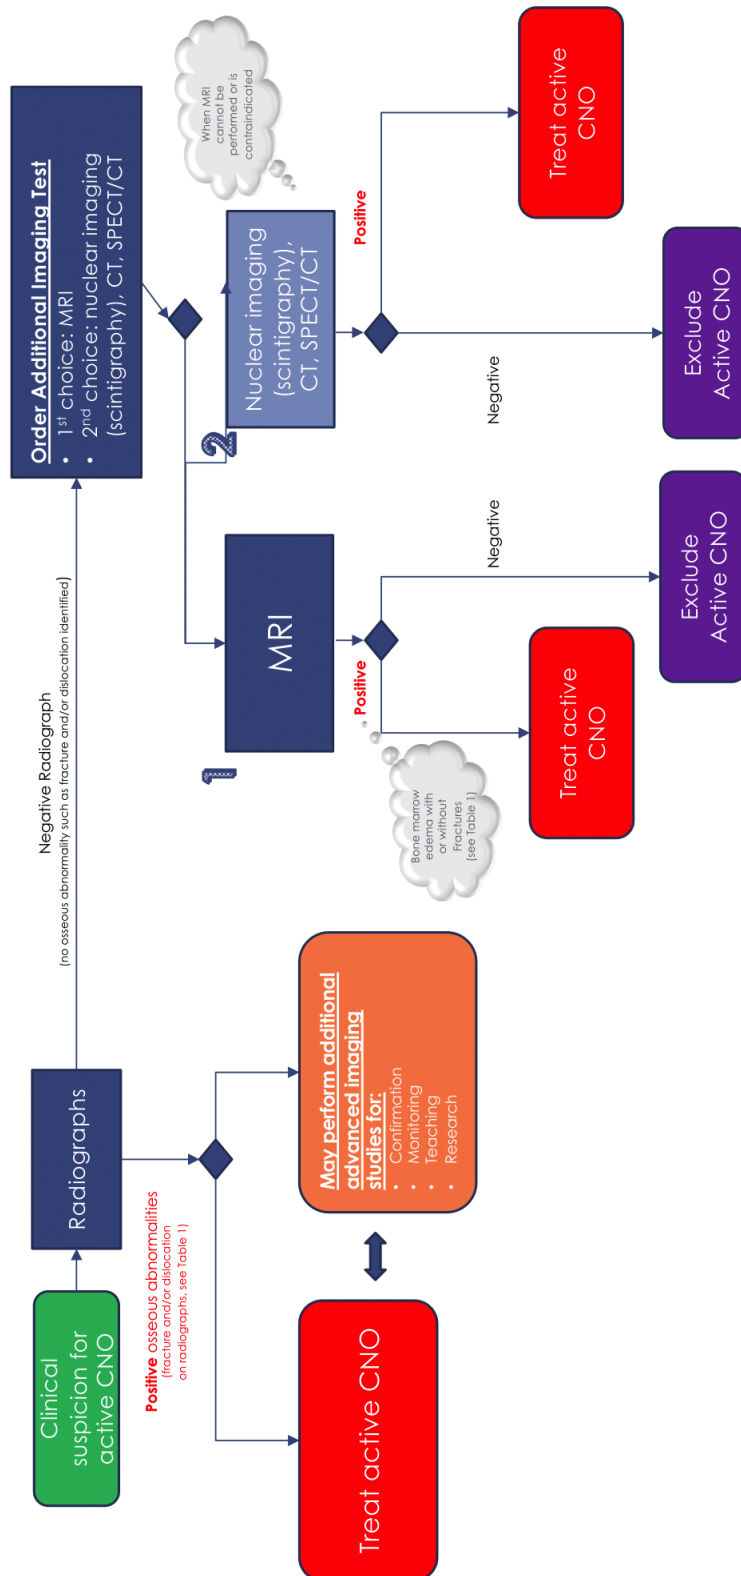 Clinical
suspicion for
active CNO
Radiographs
Negative Radiograph
(no osseous abnormality such as fracture and/or dislocation identified)
Order Additional Imaging Test
• 1st choice: MRI
• 2nd choice: nuclear imaging
(scintigraphy), CT, SPECT/CT
Positive osseous abnormalities
(fracture and/or dislocation
on radiographs, see Table 1)
Treat active CNO
May perform additional
advanced imaging
studies for:
• Confirmation
• Monitoring
• Teaching
• Research
1
MRI
2
Nuclear imaging
(scintigraphy),
CT, SPECT/CT
When MRI
cannot be
performed or is
contraindicated
Bone marrow
edema with
or without
Fractures
(see Table 1)
Positive
Negative
Treat active
CNO
Exclude
Active CNO
Negative
Positive
Exclude
Active CNO
Treat active
CNO